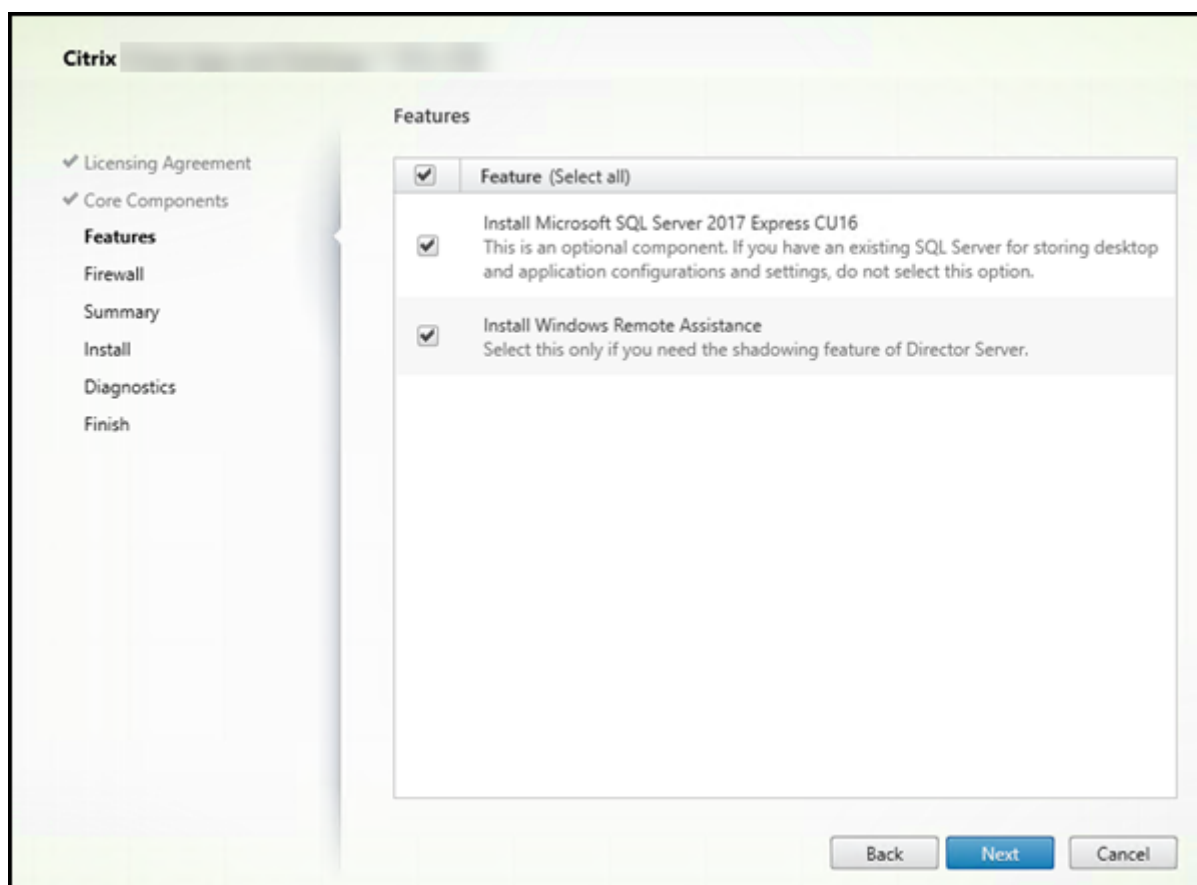 Citrix
Features
Licensing Agreement
Core Components
Features
Firewall
Summary
Install
Diagnostics
Finish
Feature (Select all)
Install Microsoft SQL Server 2017 Express CU16
This is an optional component. If you have an existing SQL Server for storing desktop
and application configurations and settings, do not select this option.
Install Windows Remote Assistance
Select this only if you need the shadowing feature of Director Server.
Back
Next
Cancel